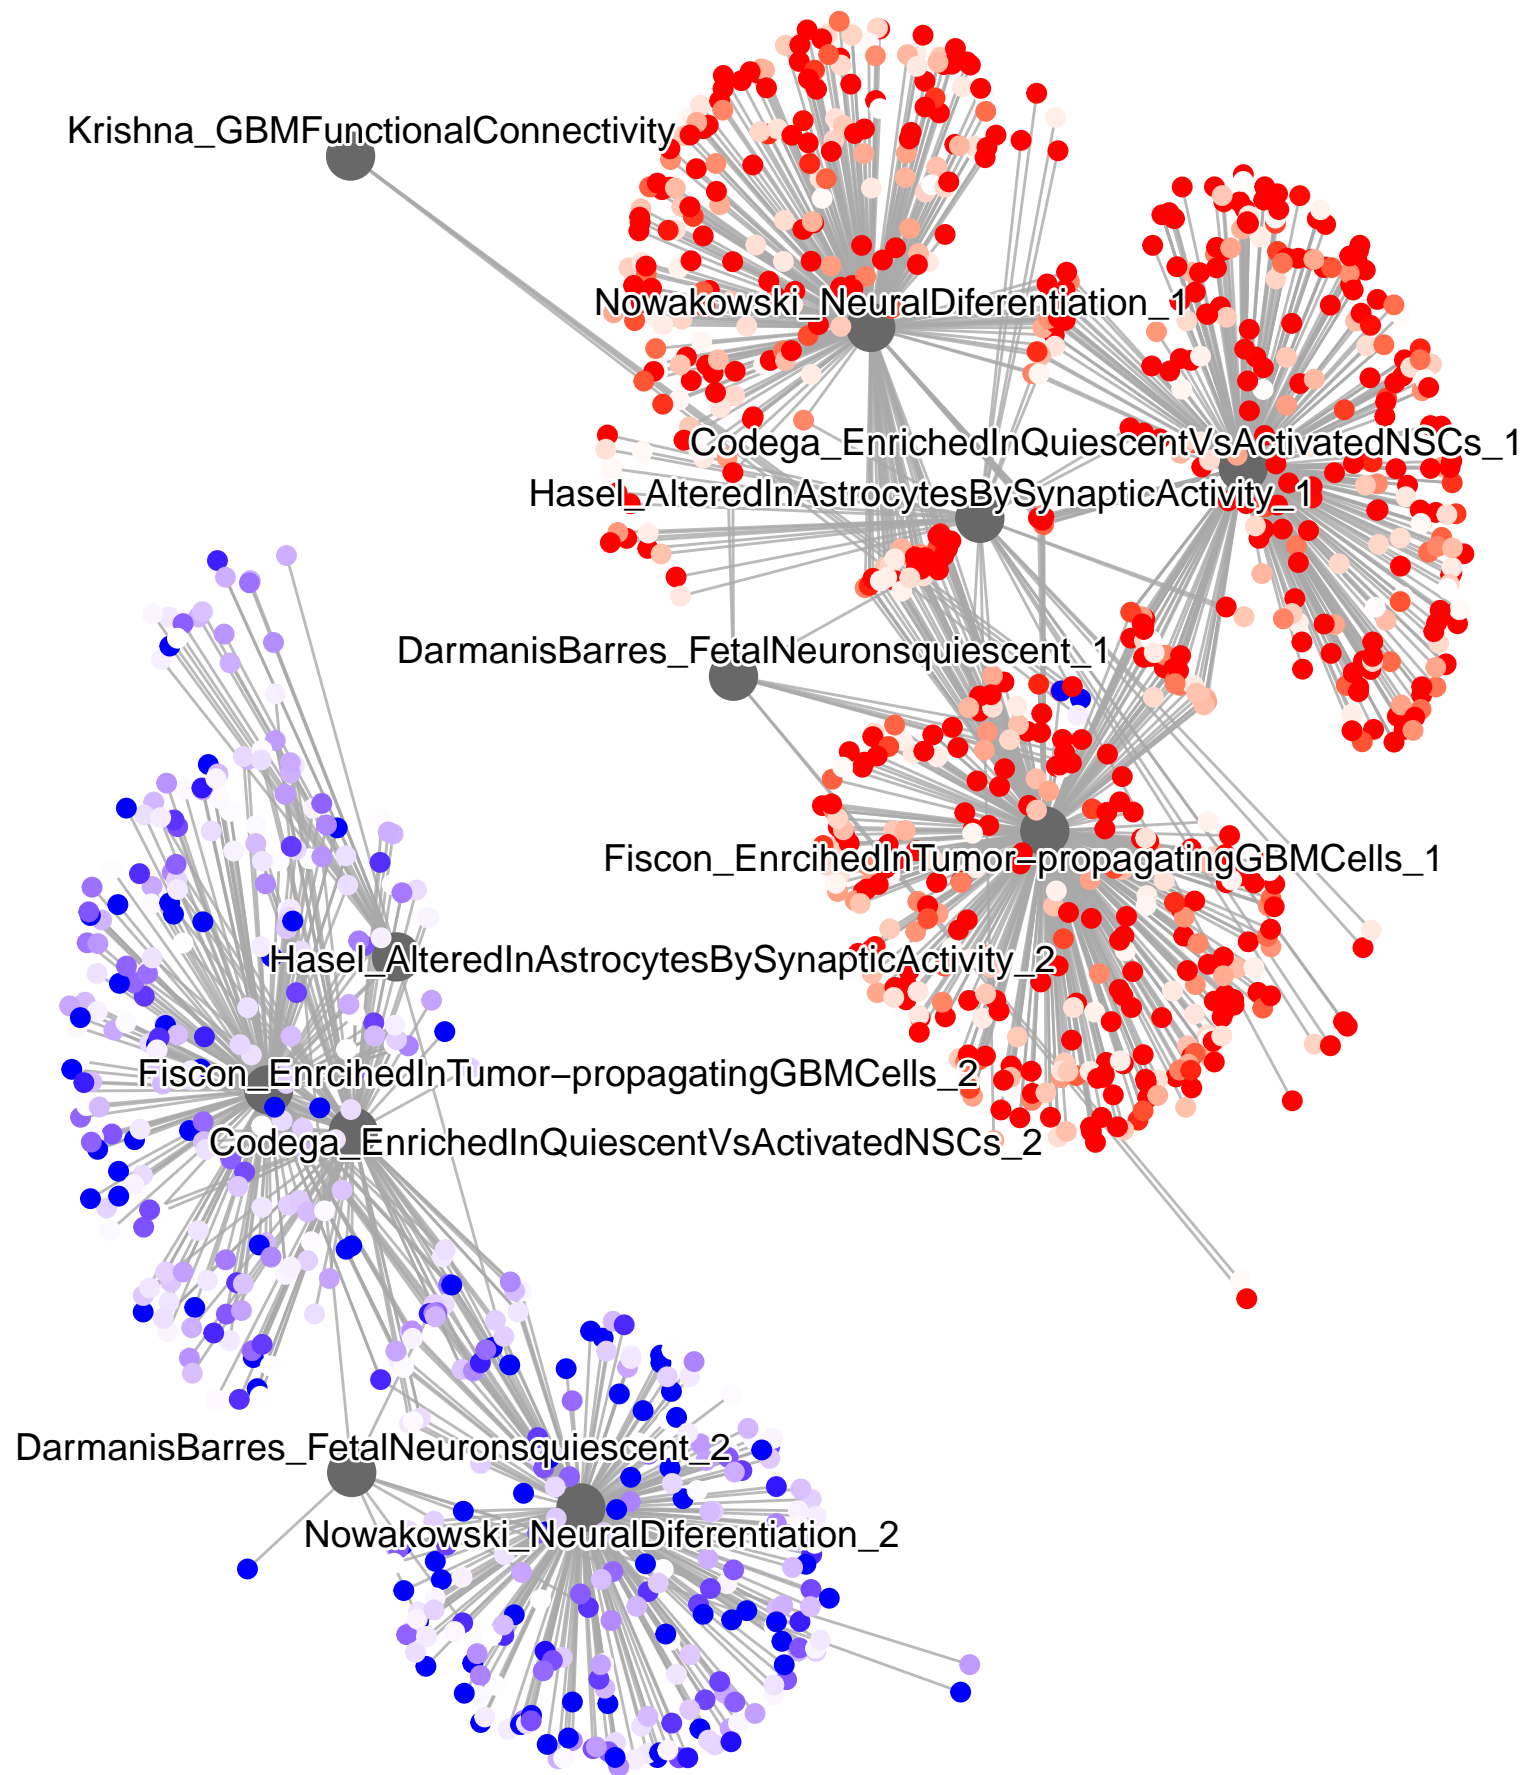 Krishna_GBMFunctionalConnectivity
Nowakowski_NeuralDiferentiation_1
Codega_EnrichedInQuiescentVsActivatedNSCs_1
Hasel_AlteredInAstrocytesBySynapticActivity_1
DarmanisBarres_FetalNeuronsquiescent_1
Fiscon_EnrcihedInTumor−propagatingGBMCells_1
Hasel_AlteredInAstrocytesBySynapticActivity_2
Fiscon_EnrcihedInTumor−propagatingGBMCells_2
Codega_EnrichedInQuiescentVsActivatedNSCs_2
DarmanisBarres_FetalNeuronsquiescent_2
Nowakowski_NeuralDiferentiation_2